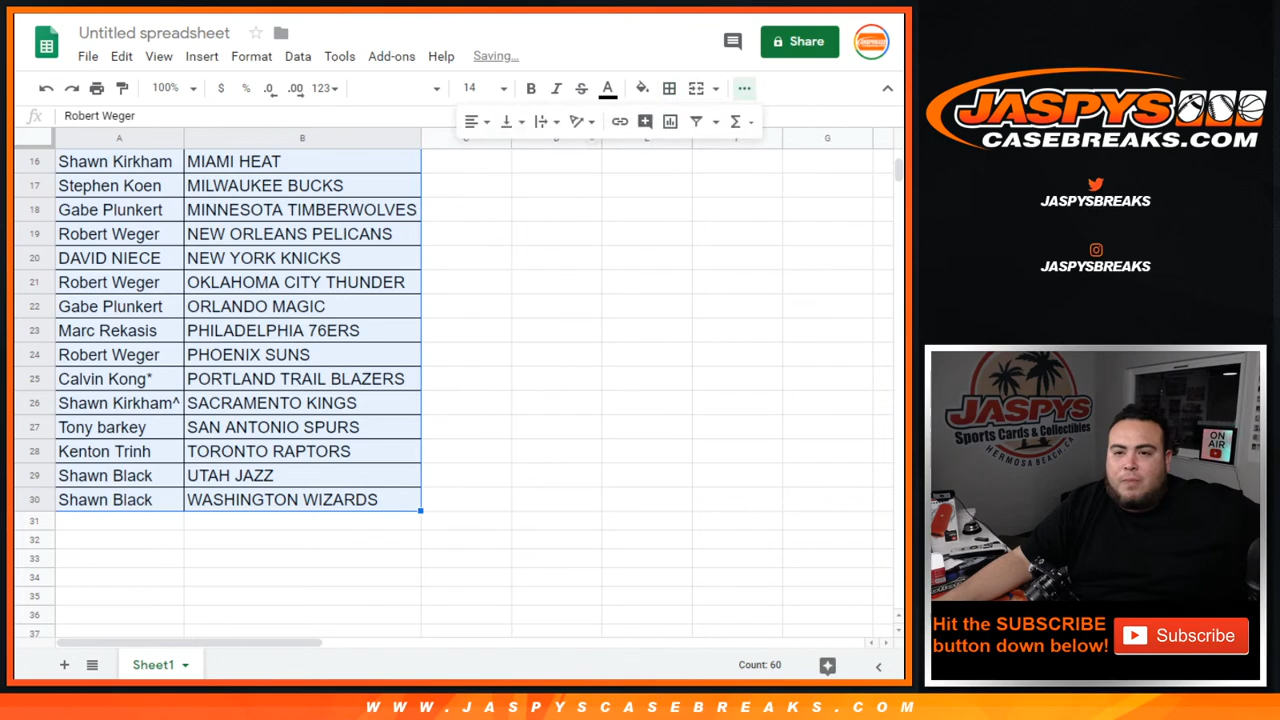 Untitled spreadsheet
File Edit View Insert Format Data Tools Add-ons Help Saving...
Share
100% $ % .0 .00 123 14 B I S A
fx Robert Weger
A B C D E F G
16 Shawn Kirkham MIAMI HEAT
17 Stephen Koen MILWAUKEE BUCKS
18 Gabe Plunkert MINNESOTA TIMBERWOLVES
19 Robert Weger NEW ORLEANS PELICANS
20 DAVID NIECE NEW YORK KNICKS
21 Robert Weger OKLAHOMA CITY THUNDER
22 Gabe Plunkert ORLANDO MAGIC
23 Marc Rekasis PHILADELPHIA 76ERS
24 Robert Weger PHOENIX SUNS
25 Calvin Kong* PORTLAND TRAIL BLAZERS
26 Shawn Kirkham^ SACRAMENTO KINGS
27 Tony barkey SAN ANTONIO SPURS
28 Kenton Trinh TORONTO RAPTORS
29 Shawn Black UTAH JAZZ
30 Shawn Black WASHINGTON WIZARDS
31
32
33
34
35
36
37
Sheet1
Count: 60
JASPYS
CASEBREAKS.COM
JASPYSBREAKS
JASPYSBREAKS
JASPYS
Sports Cards & Collectibles
HERMOSA BEACH, CA
ON AIR
Hit the SUBSCRIBE
button down below!
Subscribe
WWW.JASPYSCASEBREAKS.COM